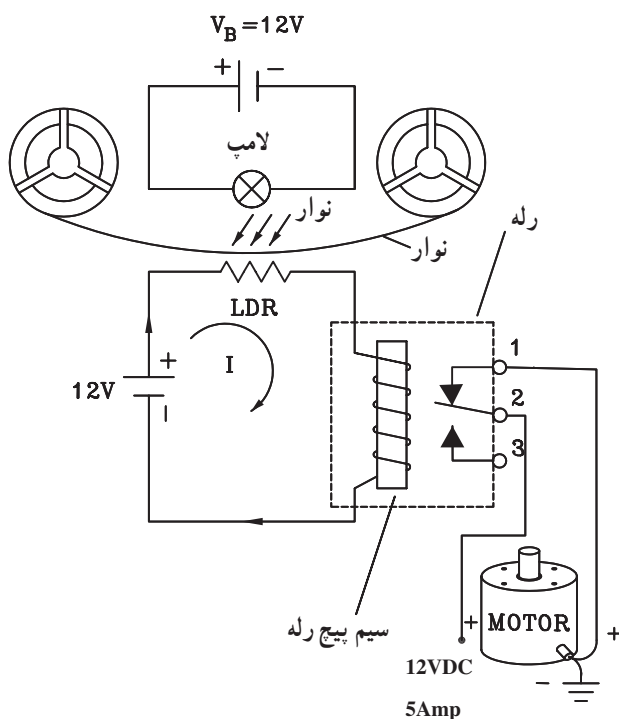 V_B = 12V
+ −
لامپ
نوار
نوار
رله
LDR
+
I
12V
−
1
2
3
سیم پیچ رله
+
MOTOR
+
12VDC
−
5Amp